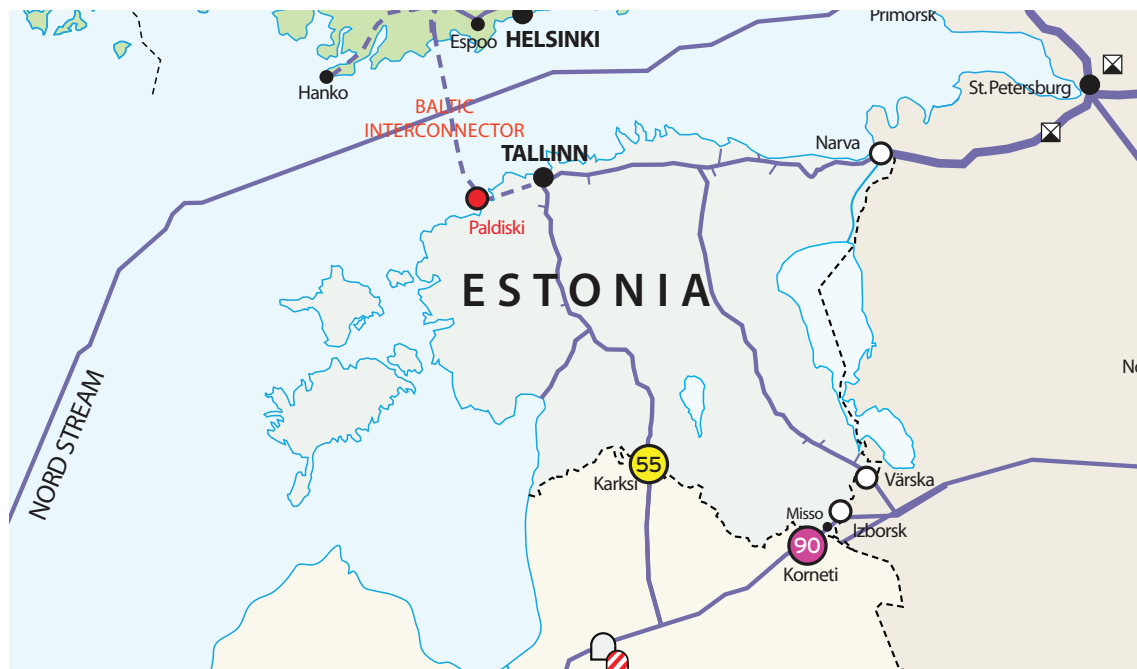 Primorsk
Espoo
HELSINKI
Hanko
St. Petersburg
BALTIC
INTERCONNECTOR
TALLINN
Narva
Paldiski
ESTONIA
NORD STREAM
55
Karksi
Värska
Misso
Izborsk
90
Korneti